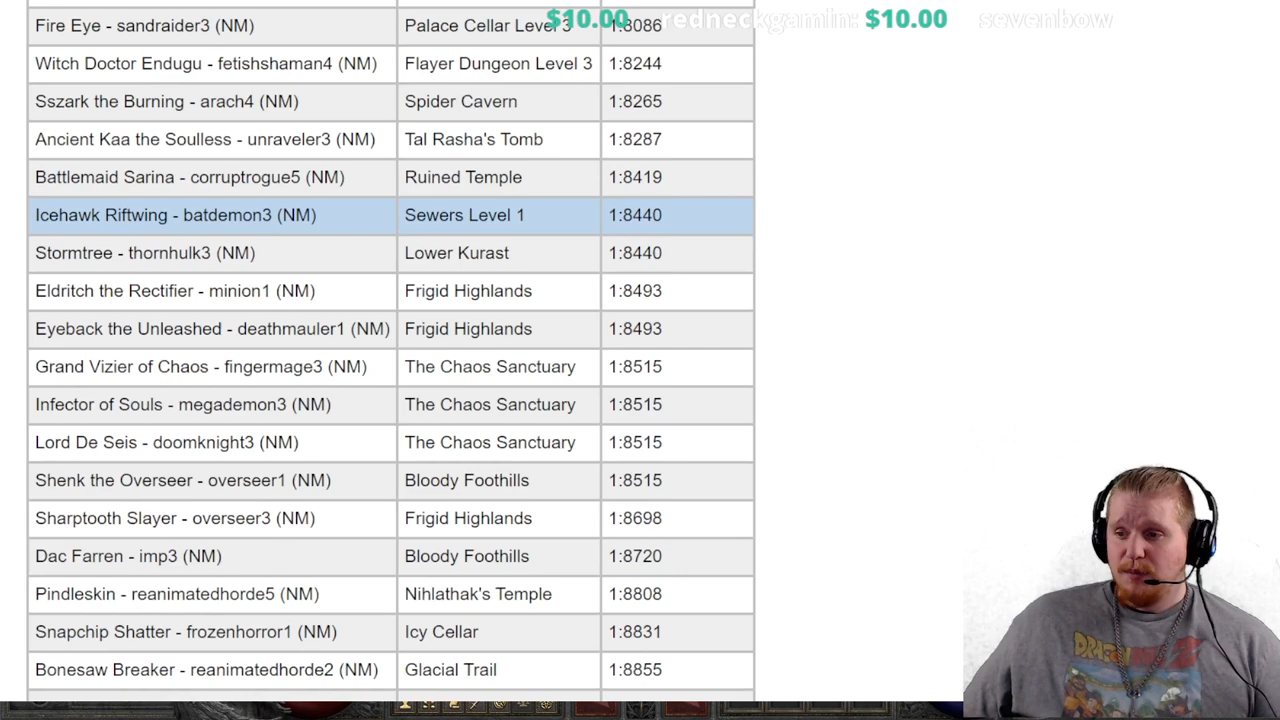 $10.00 redneckgamin: $10.00 sevenbow
Fire Eye - sandraider3 (NM) Palace Cellar Level 3 1:8086
Witch Doctor Endugu - fetishshaman4 (NM) Flayer Dungeon Level 3 1:8244
Sszark the Burning - arach4 (NM) Spider Cavern 1:8265
Ancient Kaa the Soulless - unraveler3 (NM) Tal Rasha's Tomb 1:8287
Battlemaid Sarina - corruptrogue5 (NM) Ruined Temple 1:8419
Icehawk Riftwing - batdemon3 (NM) Sewers Level 1 1:8440
Stormtree - thornhulk3 (NM) Lower Kurast 1:8440
Eldritch the Rectifier - minion1 (NM) Frigid Highlands 1:8493
Eyeback the Unleashed - deathmauler1 (NM) Frigid Highlands 1:8493
Grand Vizier of Chaos - fingermage3 (NM) The Chaos Sanctuary 1:8515
Infector of Souls - megademon3 (NM) The Chaos Sanctuary 1:8515
Lord De Seis - doomknight3 (NM) The Chaos Sanctuary 1:8515
Shenk the Overseer - overseer1 (NM) Bloody Foothills 1:8515
Sharptooth Slayer - overseer3 (NM) Frigid Highlands 1:8698
Dac Farren - imp3 (NM) Bloody Foothills 1:8720
Pindleskin - reanimatedhorde5 (NM) Nihlathak's Temple 1:8808
Snapchip Shatter - frozenhorror1 (NM) Icy Cellar 1:8831
Bonesaw Breaker - reanimatedhorde2 (NM) Glacial Trail 1:8855